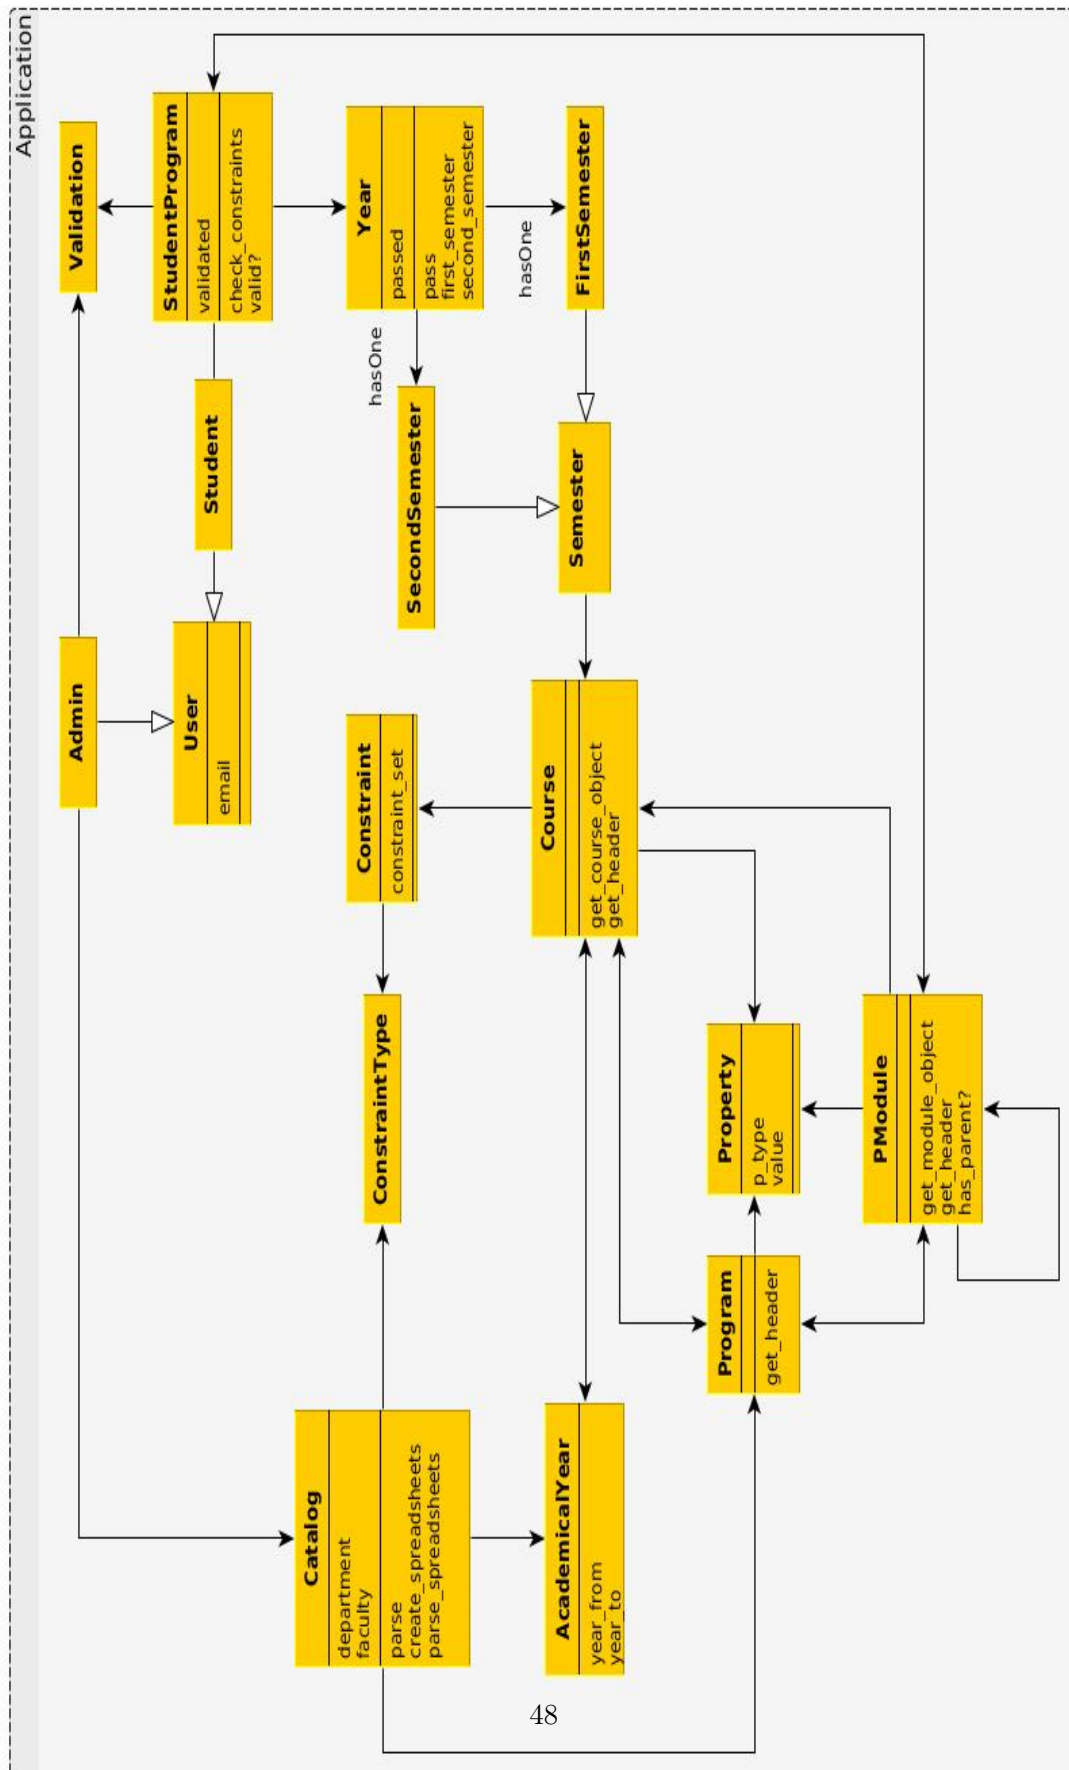 Application
Admin
Validation
User
email
Student
StudentProgram
validated
check_constraints
valid?
Catalog
department
faculty
parse
create_spreadsheets
parse_spreadsheets
ConstraintType
Constraint
constraint_set
hasOne
Year
passed
pass
first_semester
second_semester
SecondSemester
hasOne
AcademicalYear
year_from
year_to
Course
get_course_object
get_header
Semester
FirstSemester
Program
get_header
Property
p_type
value
PModule
get_module_object
get_header
has_parent?
48